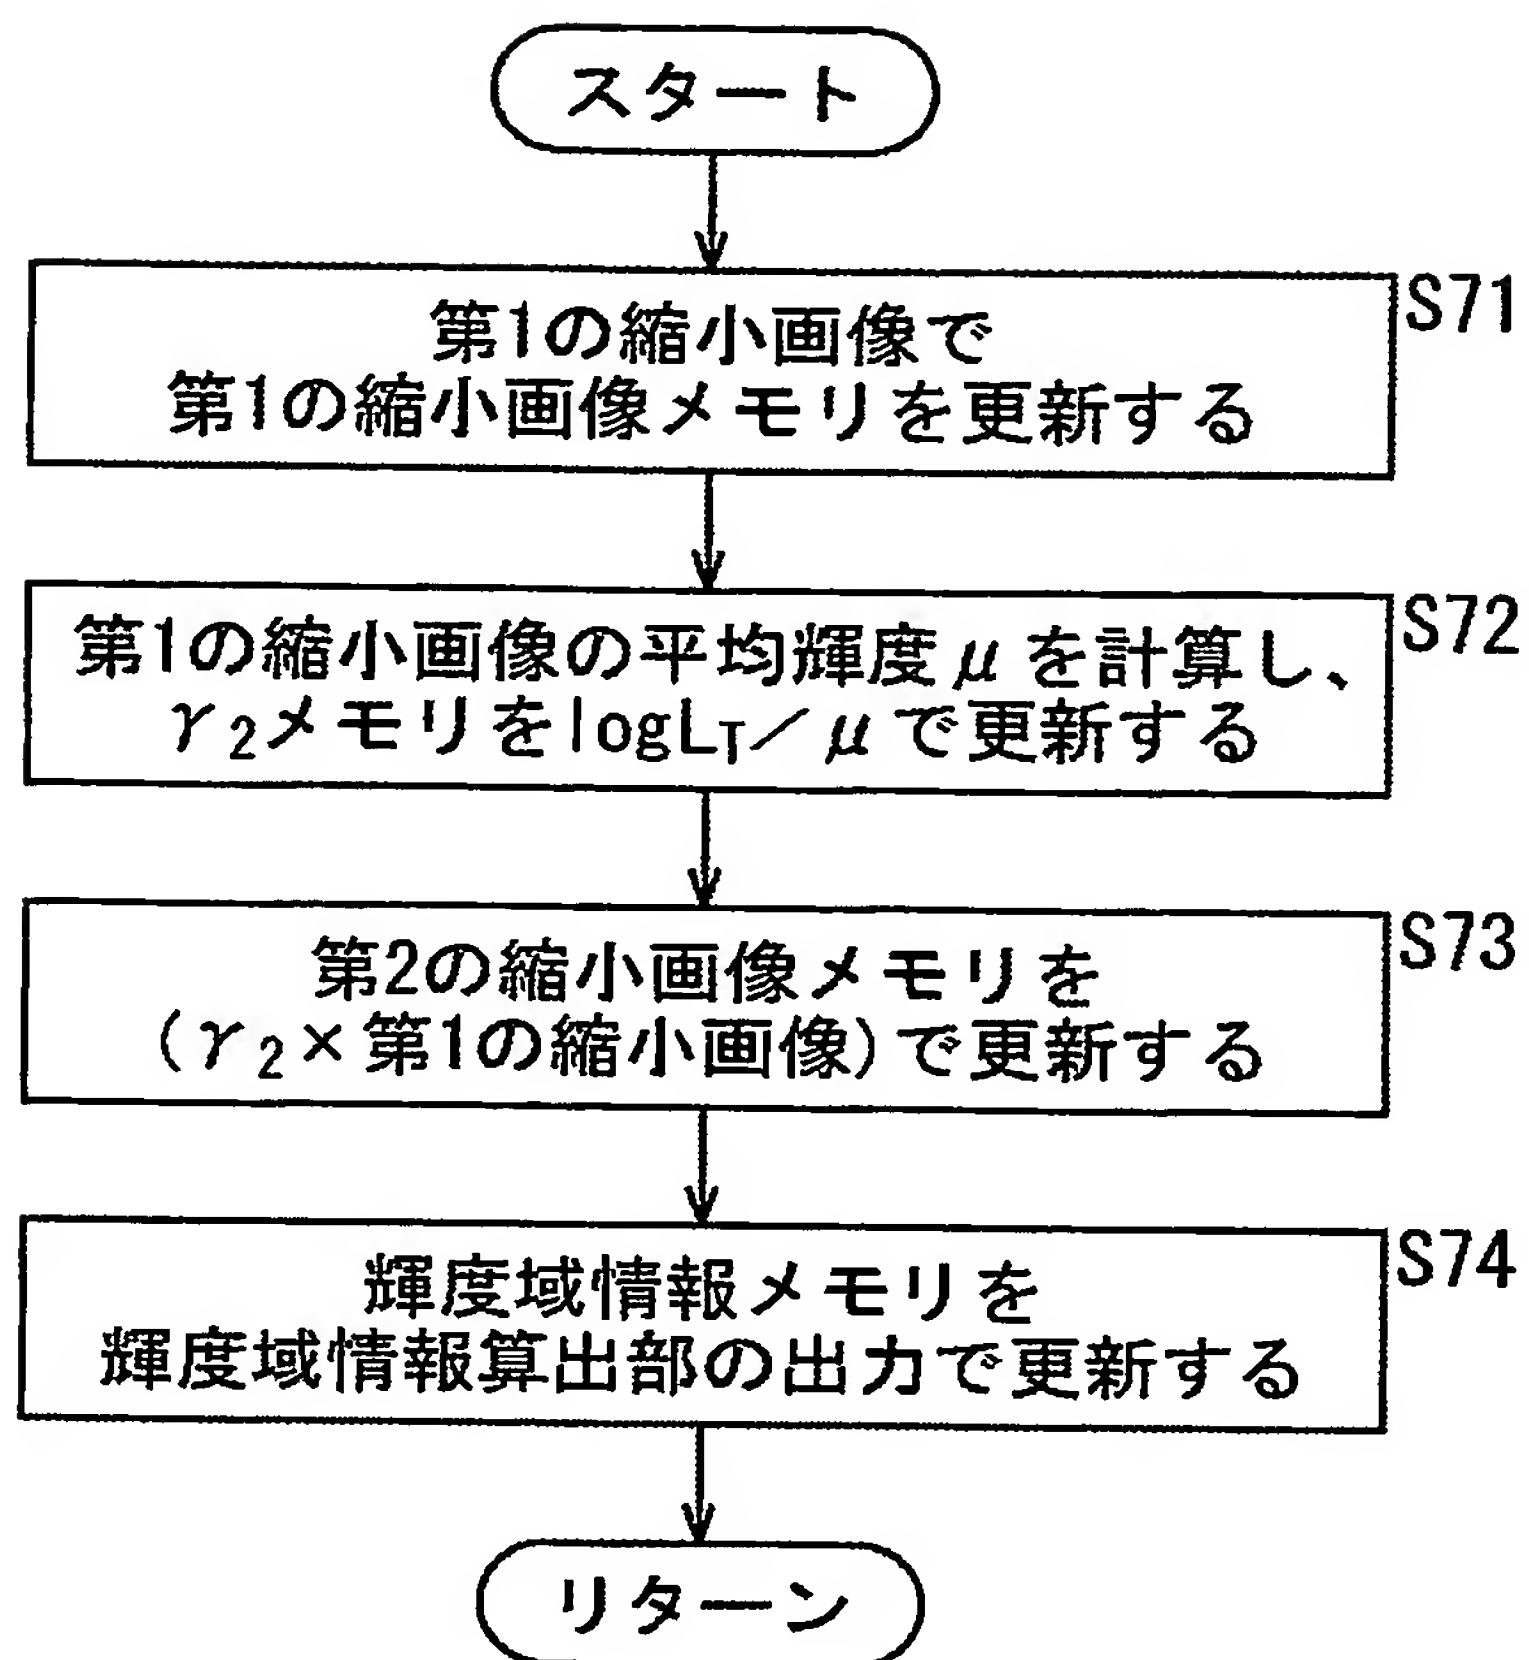 スタート
S71
第1の縮小画像で
第1の縮小画像メモリを更新する
S72
第1の縮小画像の平均輝度μを計算し、
γ₂メモリをlogL_T/μで更新する
S73
第2の縮小画像メモリを
(γ₂×第1の縮小画像)で更新する
S74
輝度域情報メモリを
輝度域情報算出部の出力で更新する
リターン